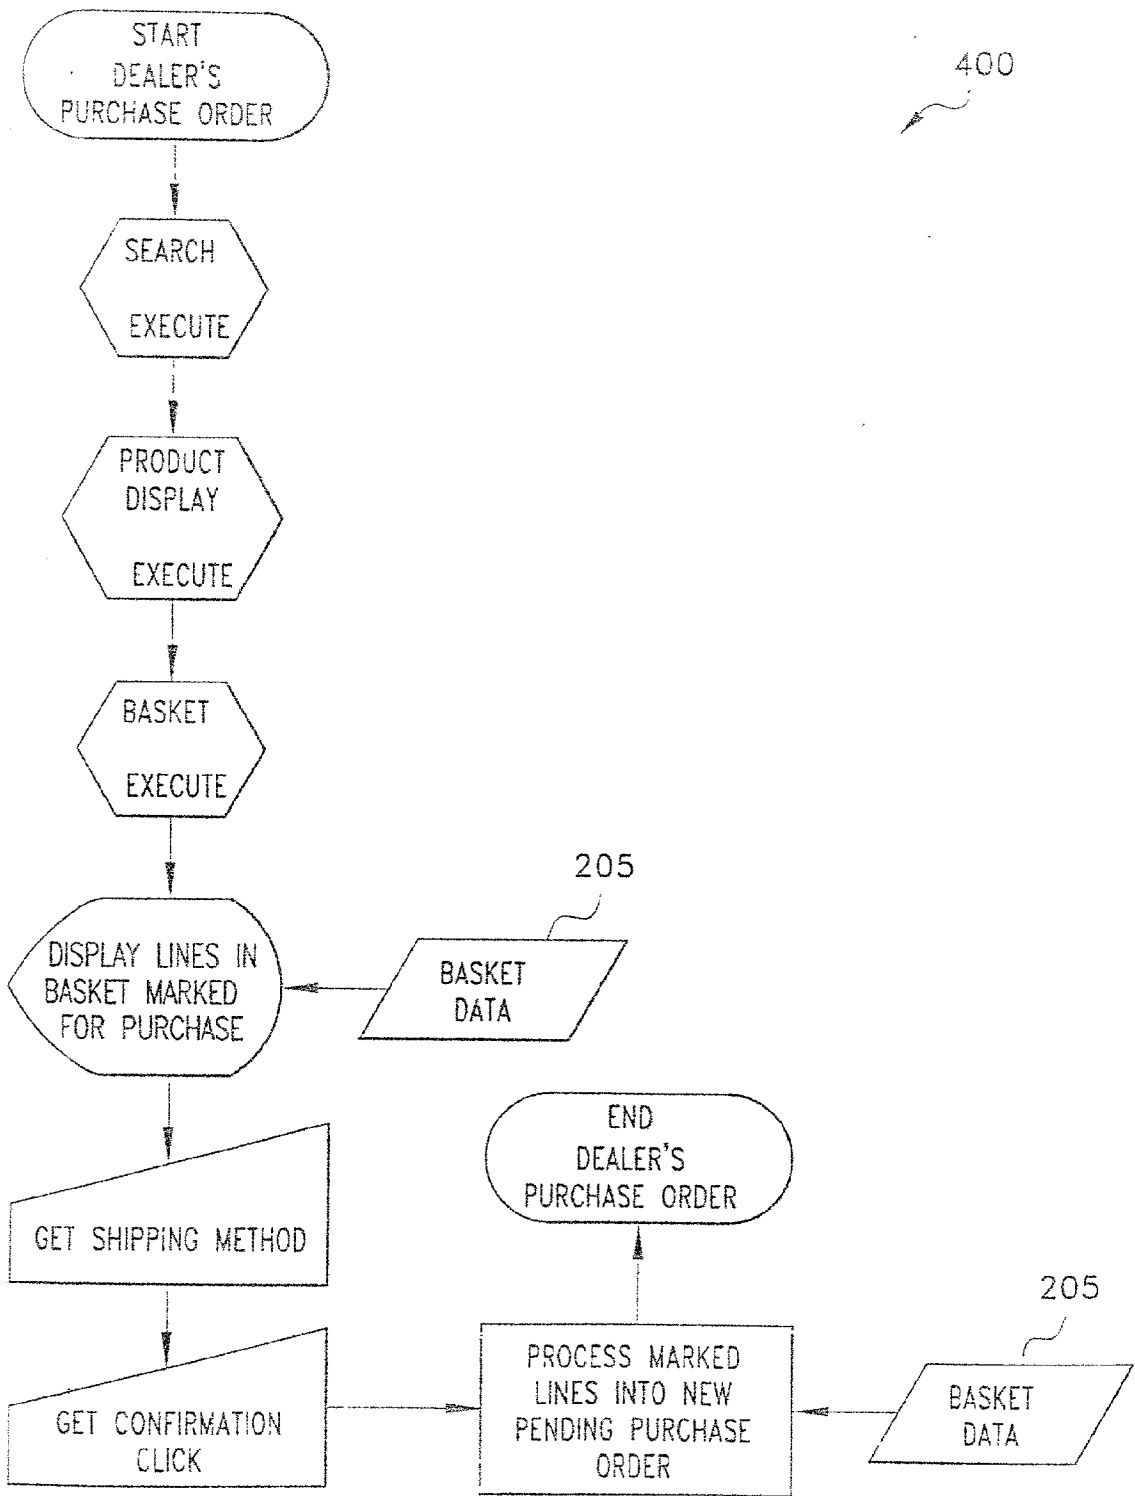 START
DEALER'S
PURCHASE ORDER
400
SEARCH
EXECUTE
PRODUCT
DISPLAY
EXECUTE
BASKET
EXECUTE
205
DISPLAY LINES IN
BASKET MARKED
FOR PURCHASE
BASKET
DATA
GET SHIPPING METHOD
GET CONFIRMATION
CLICK
END
DEALER'S
PURCHASE ORDER
PROCESS MARKED
LINES INTO NEW
PENDING PURCHASE
ORDER
205
BASKET
DATA